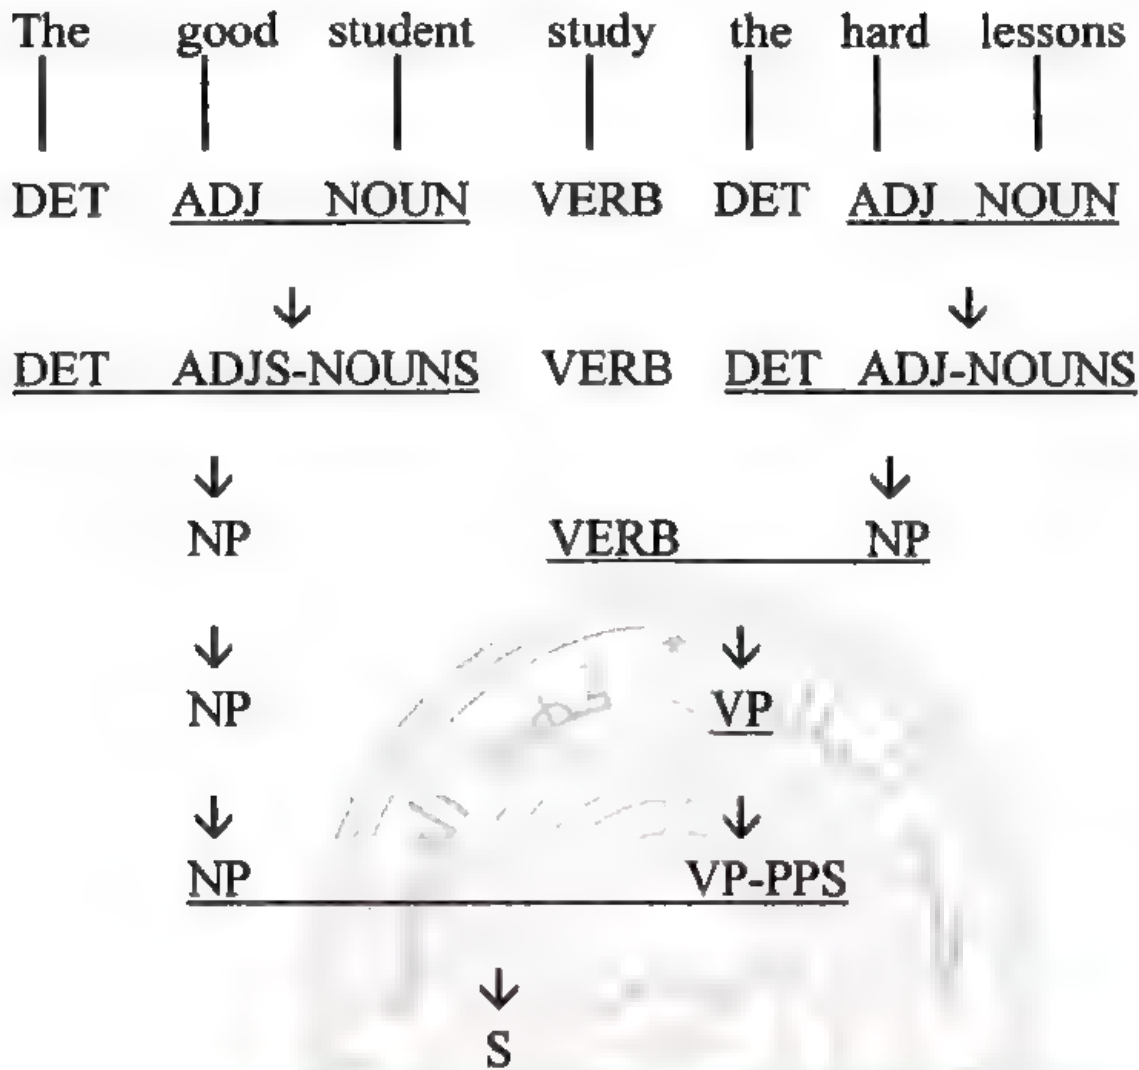 The good student study the hard lessons
DET ADJ NOUN VERB DET ADJ NOUN
DET ADJS-NOUNS VERB DET ADJ-NOUNS
NP VERB NP
NP VP
NP VP-PPS
S